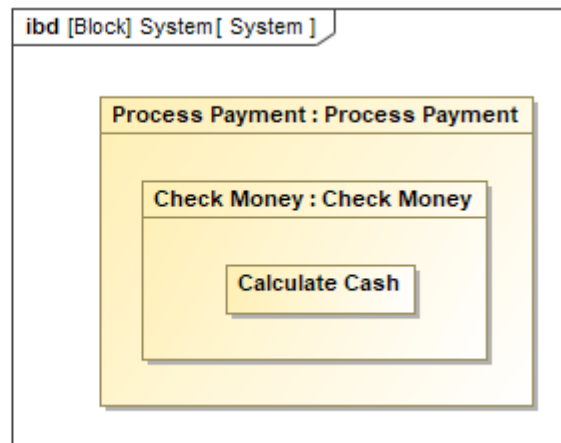 ibd [Block] System[ System ]
Process Payment : Process Payment
Check Money : Check Money
Calculate Cash